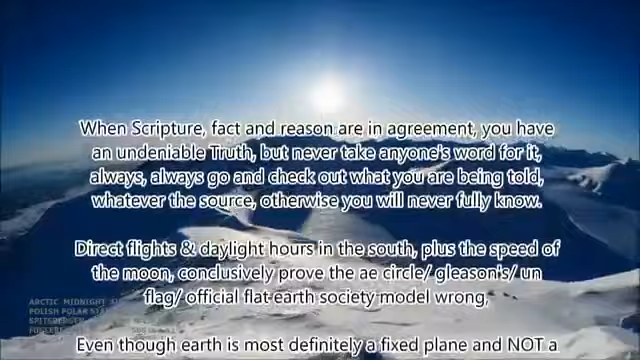 When Scripture, fact and reason are in agreement, you have
an undeniable Truth, but never take anyone's word for it,
always, always go and check out what you are being told,
whatever the source, otherwise you will never fully know.
Direct flights & daylight hours in the south, plus the speed of
the moon, conclusively prove the ae circle/ gleason's/ un
flag/ official flat earth society model wrong,
ARCTIC MIDNIGHT
POLISH POLAR
SPITSBERGEN
Even though earth is most definitely a fixed plane and NOT a